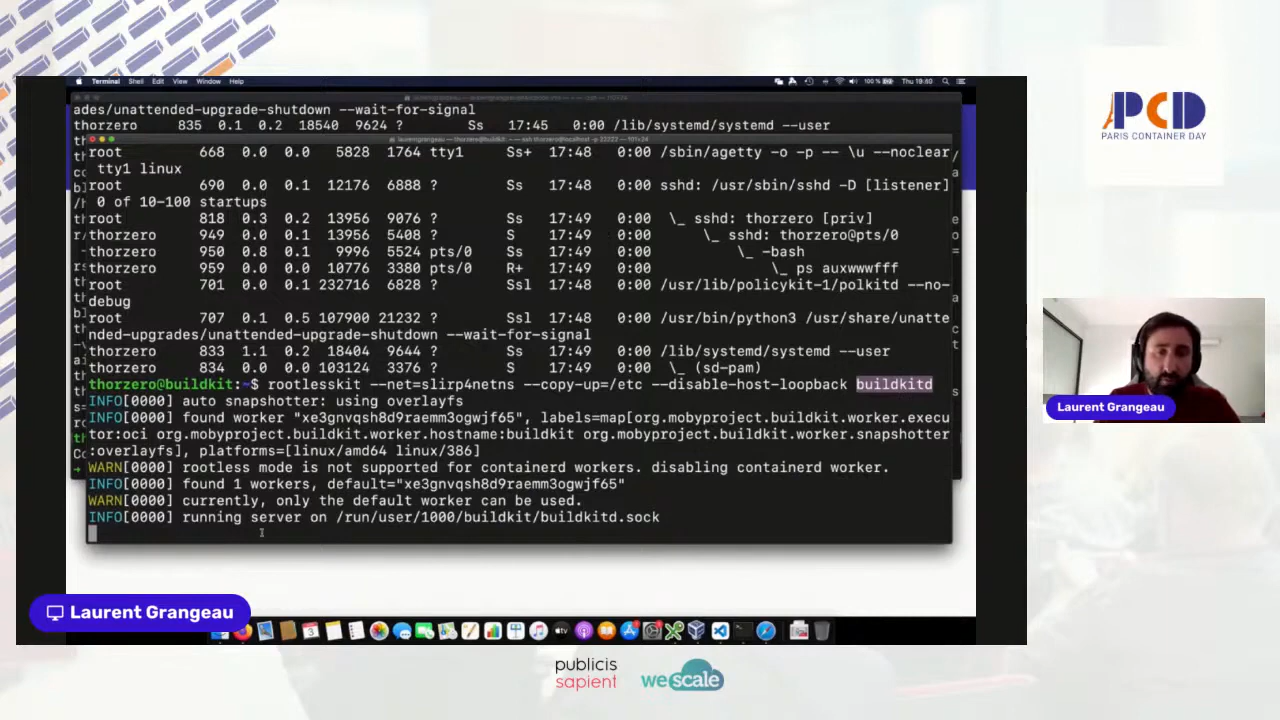 Terminal Shell Edit View Window Help
100 % Thu 19:50
ades/unattended-upgrade-shutdown --wait-for-signal
thorzero 835 0.1 0.2 18540 9624 ? Ss 17:45 0:00 /lib/systemd/systemd --user
root 668 0.0 0.0 5828 1764 tty1 Ss+ 17:48 0:00 /sbin/agetty -o -p -- \u --noclear
tty1 linux
root 690 0.0 0.1 12176 6888 ? Ss 17:48 0:00 sshd: /usr/sbin/sshd -D [listener]
0 of 10-100 startups
root 818 0.3 0.2 13956 9076 ? Ss 17:49 0:00 \_ sshd: thorzero [priv]
thorzero 949 0.0 0.1 13956 5408 ? S 17:49 0:00 \_ sshd: thorzero@pts/0
thorzero 950 0.0 0.1 9996 5524 pts/0 Ss 17:49 0:00 \_ -bash
thorzero 959 0.0 0.0 10776 3380 pts/0 R+ 17:49 0:00 \_ ps auxwwwfff
root 701 0.0 0.1 232716 6828 ? Ssl 17:49 0:00 /usr/lib/policykit-1/polkitd --no-
debug
root 707 0.1 0.5 107900 21232 ? Ssl 17:49 0:00 /usr/bin/python3 /usr/share/unatte
nded-upgrades/unattended-upgrade-shutdown --wait-for-signal
thorzero 833 1.1 0.2 18404 9644 ? Ss 17:49 0:00 /lib/systemd/systemd --user
thorzero 834 0.0 0.0 103124 3376 ? S 17:49 0:00 \_ (sd-pam)
thorzero@buildkit:~$ rootlesskit --net=slirp4netns --copy-up=/etc --disable-host-loopback buildkitd
INFO[0000] auto snapshotter: using overlayfs
INFO[0000] found worker "xe3gnvqsh8d9raemm3ogwjf65", labels=map[org.mobyproject.buildkit.worker.execu
tor:oci org.mobyproject.buildkit.worker.hostname:buildkit org.mobyproject.buildkit.worker.snapshotter
:overlayfs], platforms=[linux/amd64 linux/386]
WARN[0000] rootless mode is not supported for containerd workers. disabling containerd worker.
INFO[0000] found 1 workers, default="xe3gnvqsh8d9raemm3ogwjf65"
WARN[0000] currently, only the default worker can be used.
INFO[0000] running server on /run/user/1000/buildkit/buildkitd.sock
Laurent Grangeau
PCD
PARIS CONTAINER DAY
Laurent Grangeau
publicis
sapient
wescale